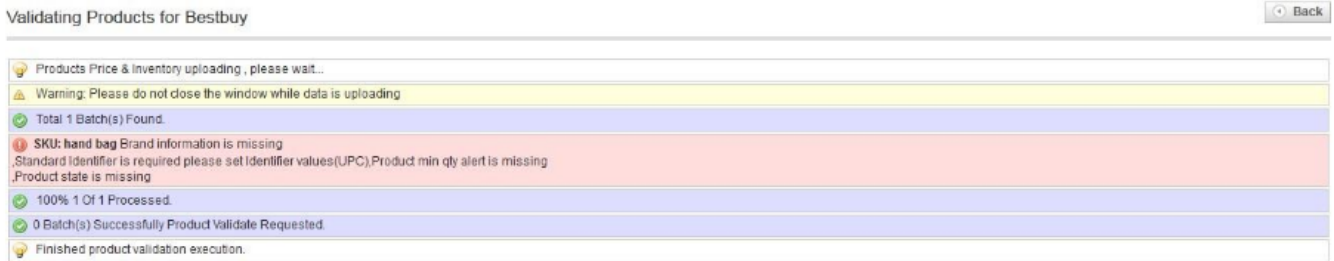 Validating Products for Bestbuy
Back
Products Price & Inventory uploading , please wait...
Warning: Please do not close the window while data is uploading
Total 1 Batch(s) Found.
SKU: hand bag Brand information is missing
,Standard Identifier is required please set Identifier values(UPC),Product min qty alert is missing
,Product state is missing
100% 1 Of 1 Processed.
0 Batch(s) Successfully Product Validate Requested.
Finished product validation execution.